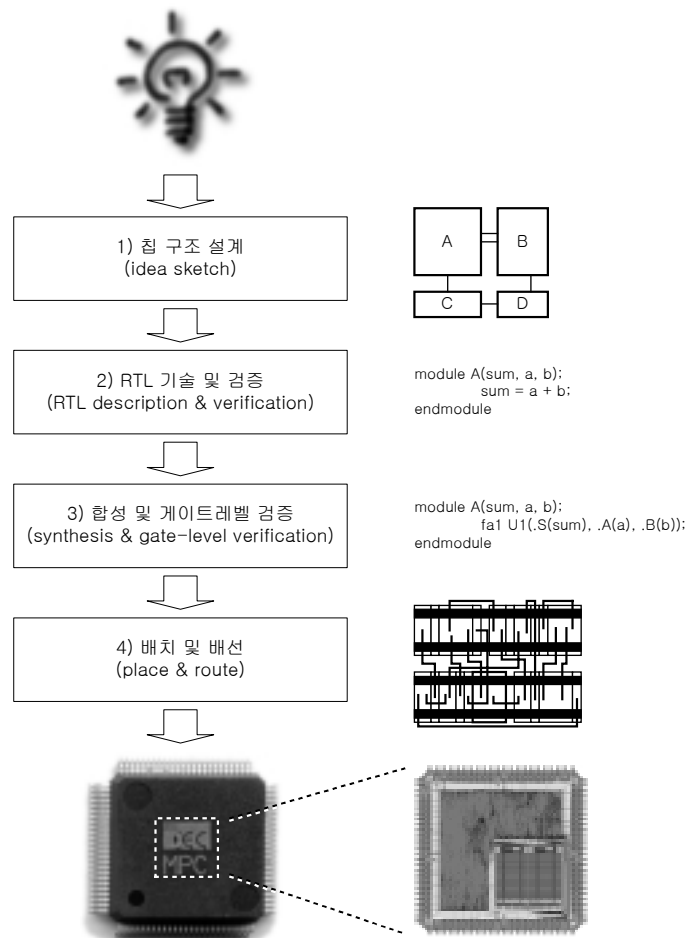 1) 칩 구조 설계
(idea sketch)
A
B
C
D
2) RTL 기술 및 검증
(RTL description & verification)
module A(sum, a, b);
sum = a + b;
endmodule
3) 합성 및 게이트레벨 검증
(synthesis & gate-level verification)
module A(sum, a, b);
fa1 U1(.S(sum), .A(a), .B(b));
endmodule
4) 배치 및 배선
(place & route)
MPC